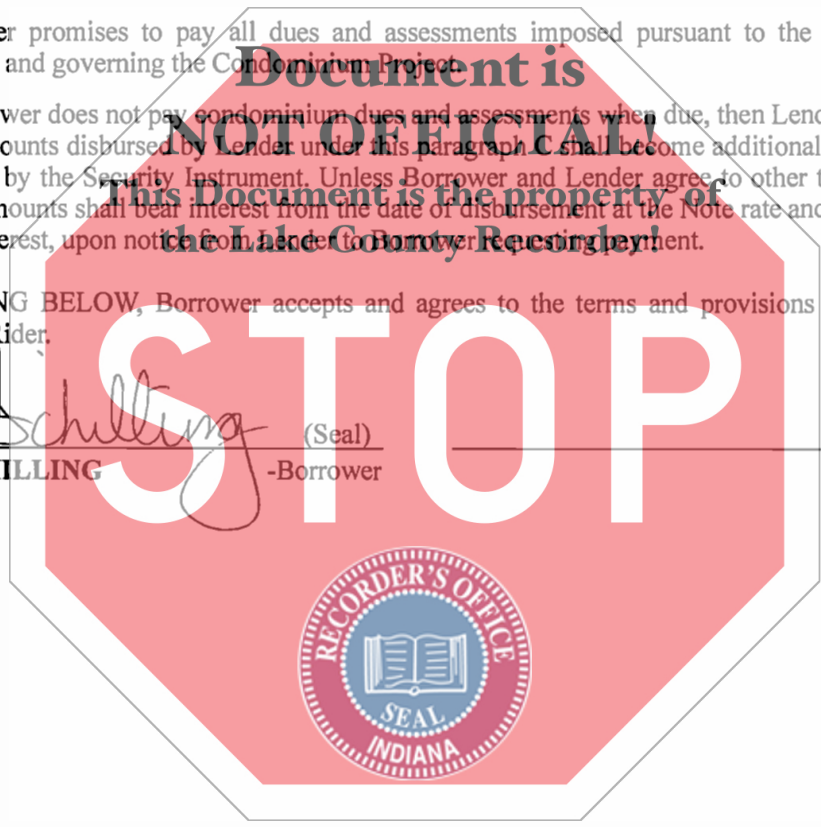 er promises to pay all dues and assessments imposed pursuant to the
and governing the Condominium Project.
Document is
wer does not pay condominium dues and assessments when due, then Lend
NOT OFFICIAL!
ounts disbursed by Lender under this paragraph C shall become additional
by the Security Instrument. Unless Borrower and Lender agree to other t
This Document is the property of
nounts shall bear interest from the date of disbursement at the Note rate and
erest, upon notice from Lender to Borrower requesting payment.
the Lake County Recorder!
NG BELOW, Borrower accepts and agrees to the terms and provisions
Rider.
STOP
Schilling
(Seal)
ILLING -Borrower
RECORDER'S OFFICE
SEAL
INDIANA